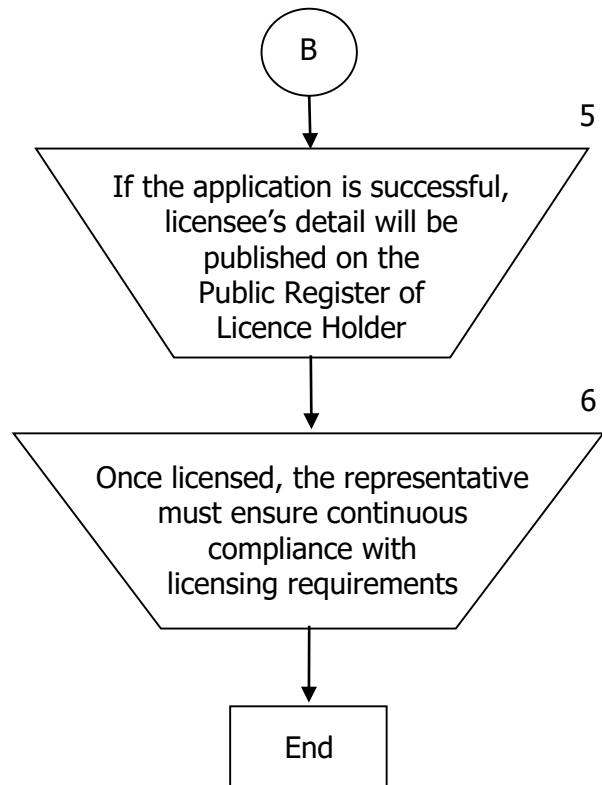 B
5
If the application is successful,
licensee’s detail will be
published on the
Public Register of
Licence Holder
6
Once licensed, the representative
must ensure continuous
compliance with
licensing requirements
End